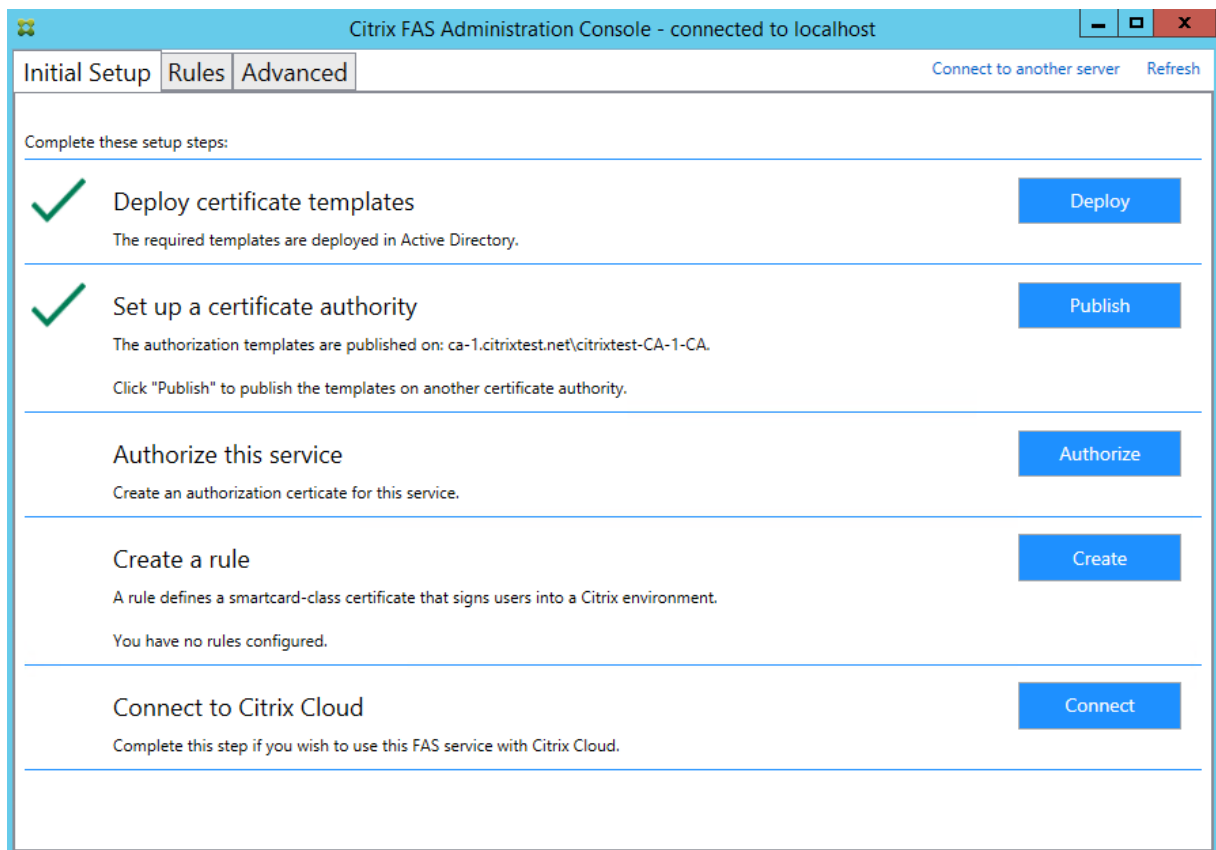 Citrix FAS Administration Console - connected to localhost
Initial Setup Rules Advanced Connect to another server Refresh
Complete these setup steps:
Deploy certificate templates Deploy
The required templates are deployed in Active Directory.
Set up a certificate authority Publish
The authorization templates are published on: ca-1.citrixtest.net\citrixtest-CA-1-CA.
Click "Publish" to publish the templates on another certificate authority.
Authorize this service Authorize
Create an authorization certicate for this service.
Create a rule Create
A rule defines a smartcard-class certificate that signs users into a Citrix environment.
You have no rules configured.
Connect to Citrix Cloud Connect
Complete this step if you wish to use this FAS service with Citrix Cloud.